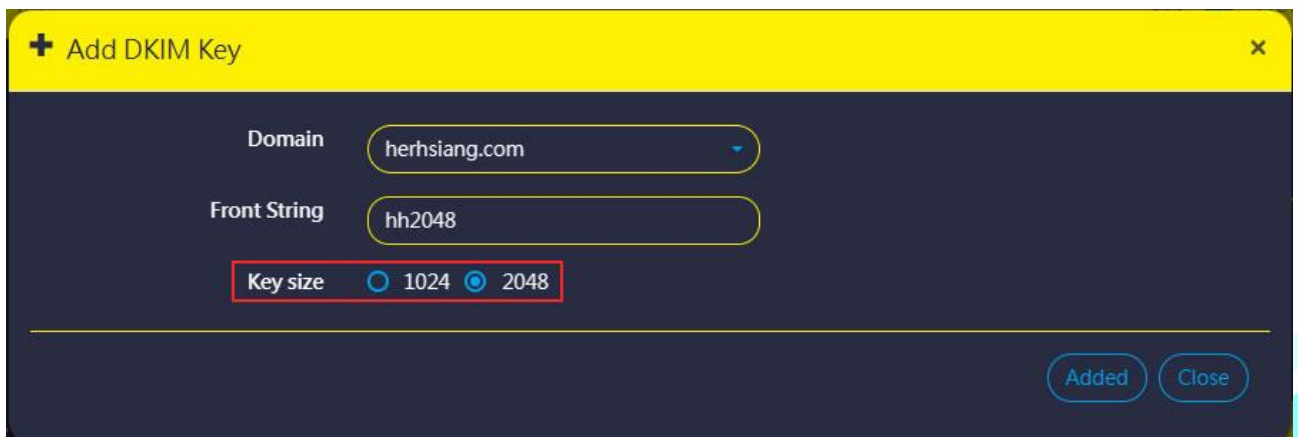 Add DKIM Key
Domain herhsiang.com
Front String hh2048
Key size 1024 2048
Added Close